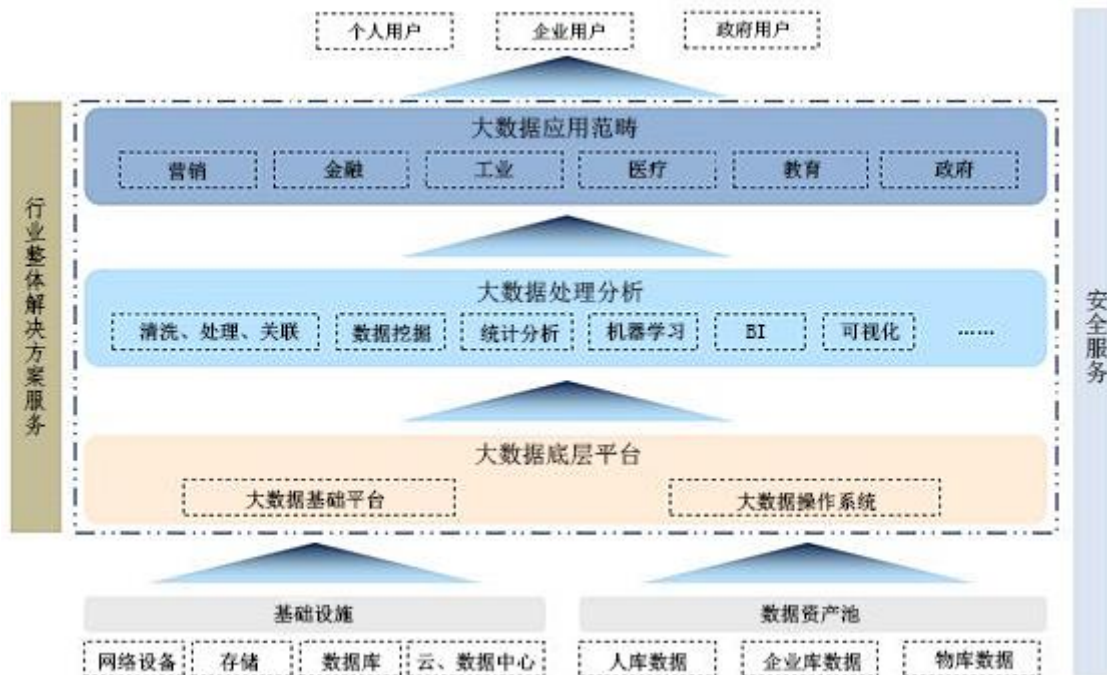 个人用户 企业用户 政府用户
大数据应用范畴
营销 金融 工业 医疗 教育 政府
行业整体解决方案服务
大数据处理分析
清洗、处理、关联 数据挖掘 统计分析 机器学习 BI 可视化 ……
安全服务
大数据底层平台
大数据基础平台 大数据操作系统
基础设施 数据资产池
网络设备 存储 数据库 云、数据中心 人库数据 企业库数据 物库数据